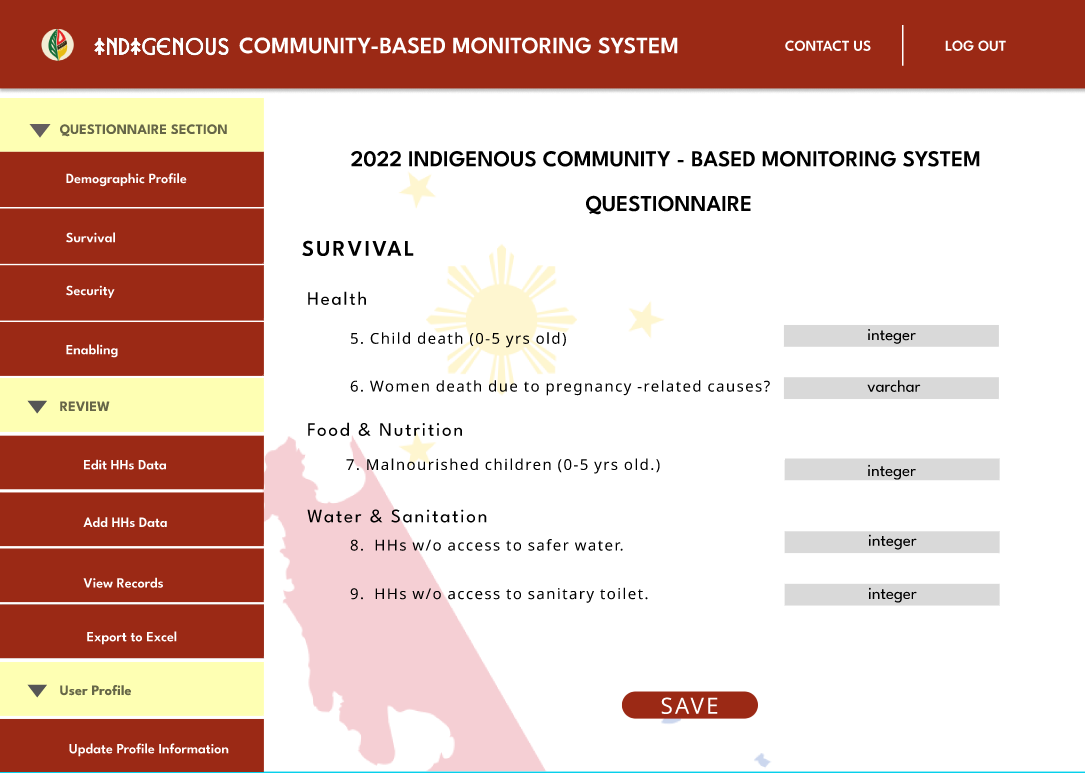 INDIGENOUS COMMUNITY-BASED MONITORING SYSTEM
CONTACT US
LOG OUT
QUESTIONNAIRE SECTION
Demographic Profile
Survival
Security
Enabling
REVIEW
Edit HHs Data
Add HHs Data
View Records
Export to Excel
User Profile
Update Profile Information
2022 INDIGENOUS COMMUNITY - BASED MONITORING SYSTEM
QUESTIONNAIRE
SURVIVAL
Health
5. Child death (0-5 yrs old) integer
6. Women death due to pregnancy -related causes? varchar
Food & Nutrition
7. Malnourished children (0-5 yrs old.) integer
Water & Sanitation
8. HHs w/o access to safer water. integer
9. HHs w/o access to sanitary toilet. integer
SAVE